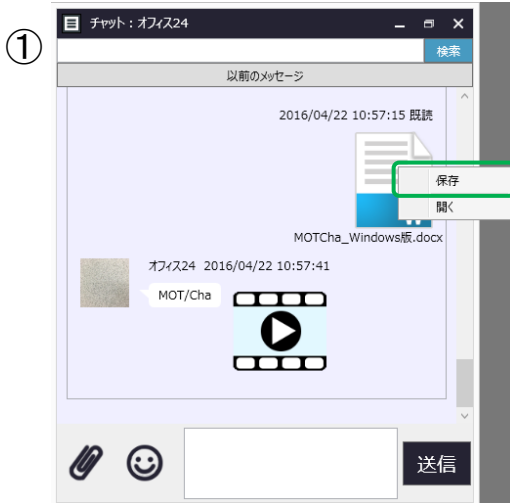 ①
チャット：オフィス24
検索
以前のメッセージ
2016/04/22 10:57:15 既読
保存
開く
MOTCha_Windows版.docx
オフィス24 2016/04/22 10:57:41
MOT/Cha
送信